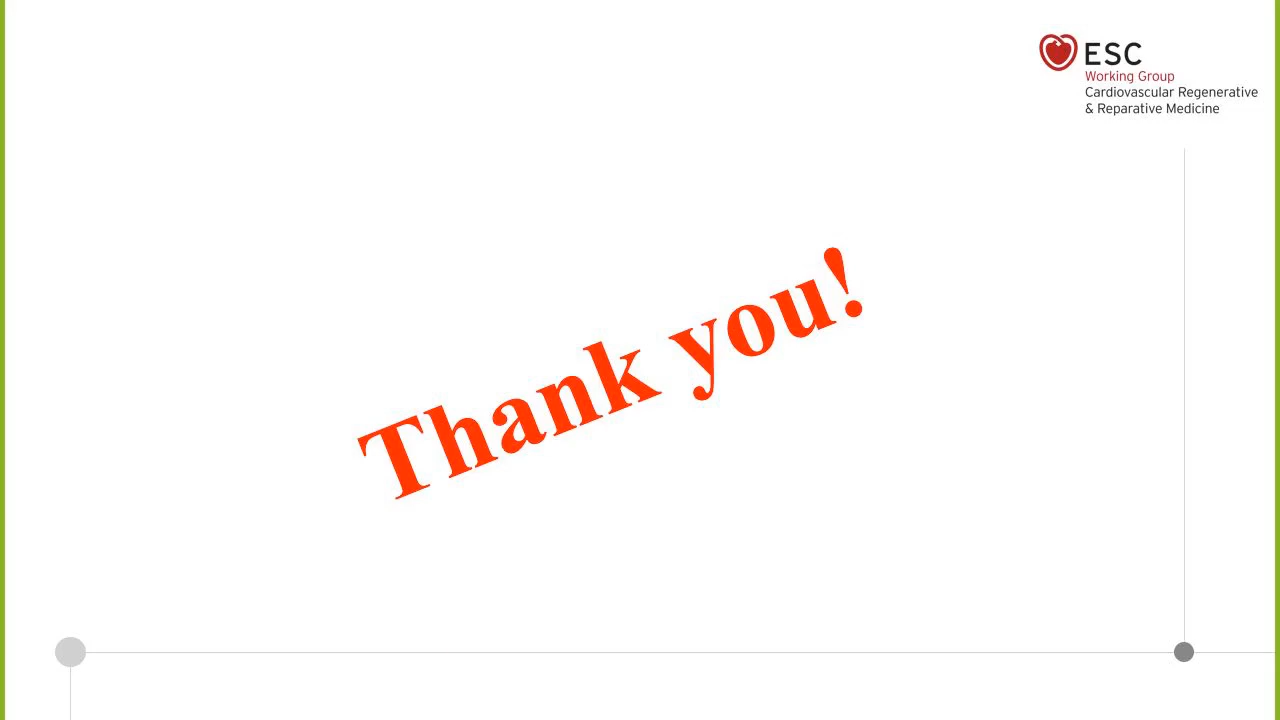 ESC
Working Group
Cardiovascular Regenerative
& Reparative Medicine
Thank you!